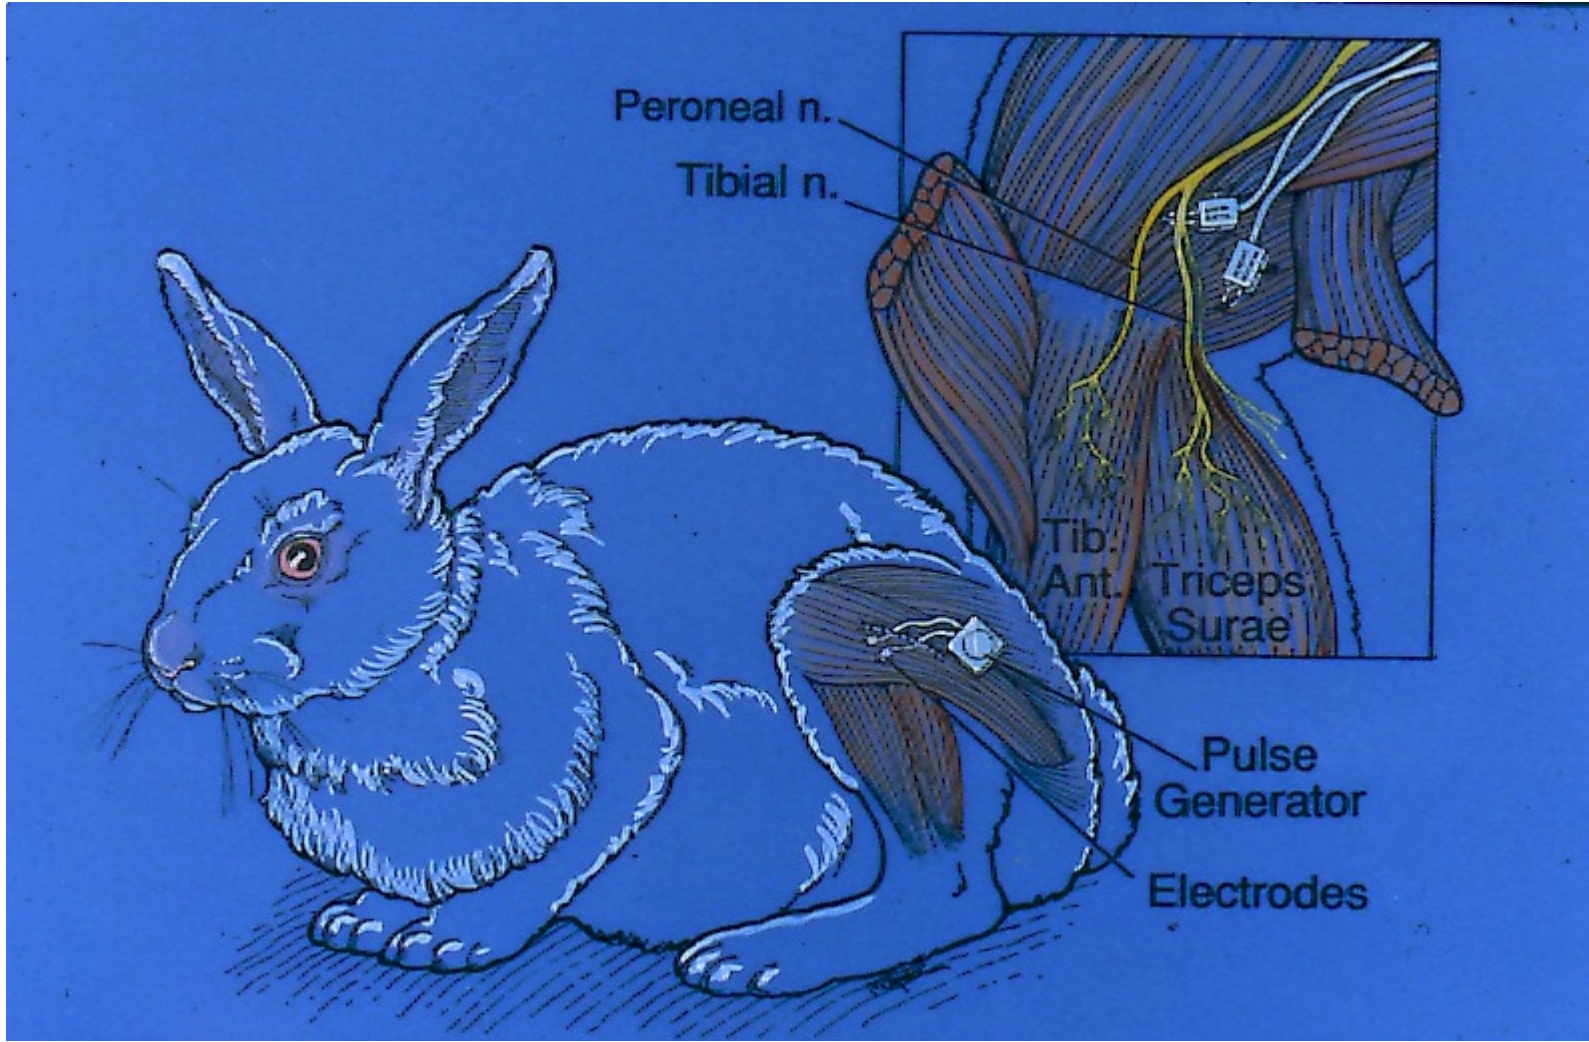 Peroneal n.
Tibial n.
Tib.
Ant.
Triceps
Surae
Pulse
Generator
Electrodes